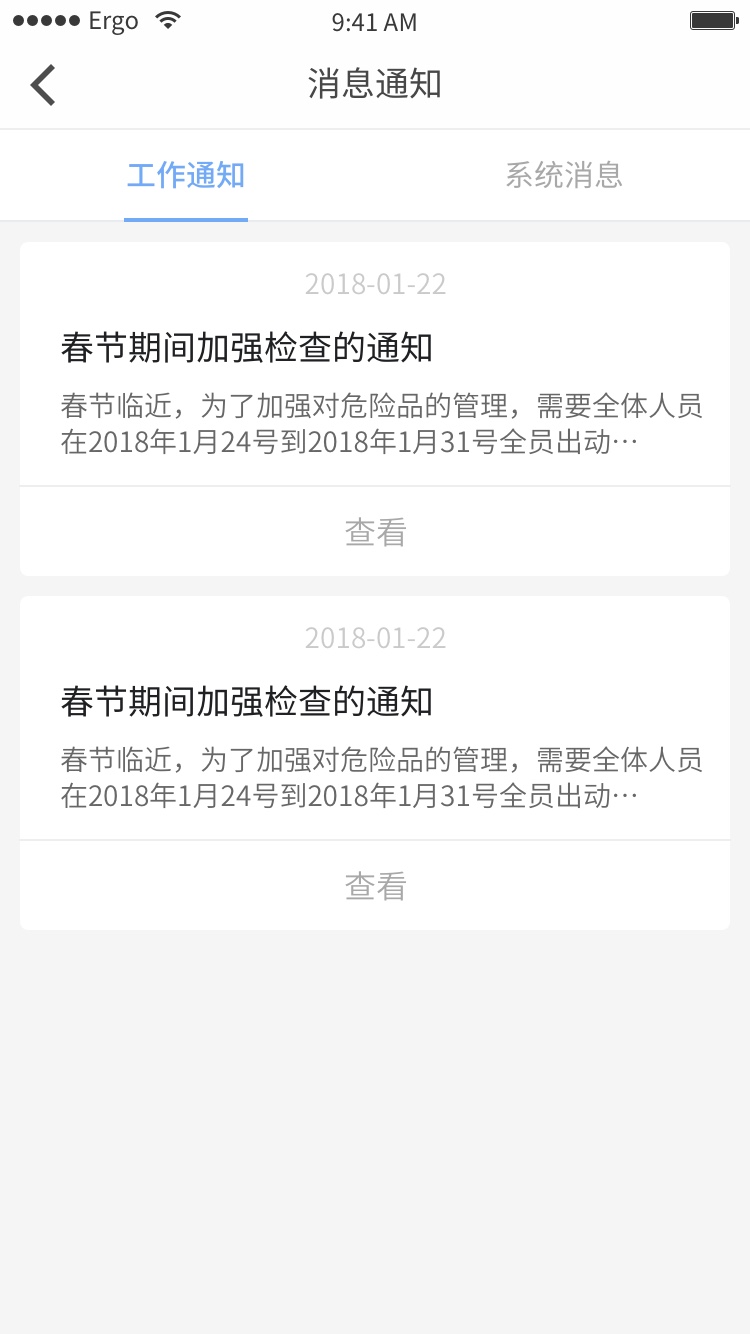 Ergo 9:41 AM
消息通知
工作通知 系统消息
2018-01-22
春节期间加强检查的通知
春节临近，为了加强对危险品的管理，需要全体人员
在2018年1月24号到2018年1月31号全员出动…
查看
2018-01-22
春节期间加强检查的通知
春节临近，为了加强对危险品的管理，需要全体人员
在2018年1月24号到2018年1月31号全员出动…
查看